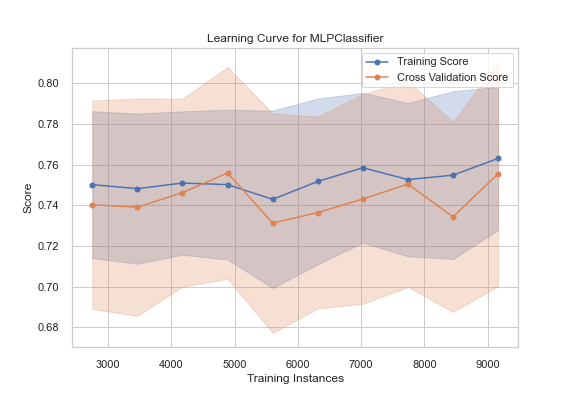 Learning Curve for MLPClassifier
Training Score
Cross Validation Score
0.80
0.78
0.76
0.74
0.72
0.70
0.68
Score
3000 4000 5000 6000 7000 8000 9000
Training Instances